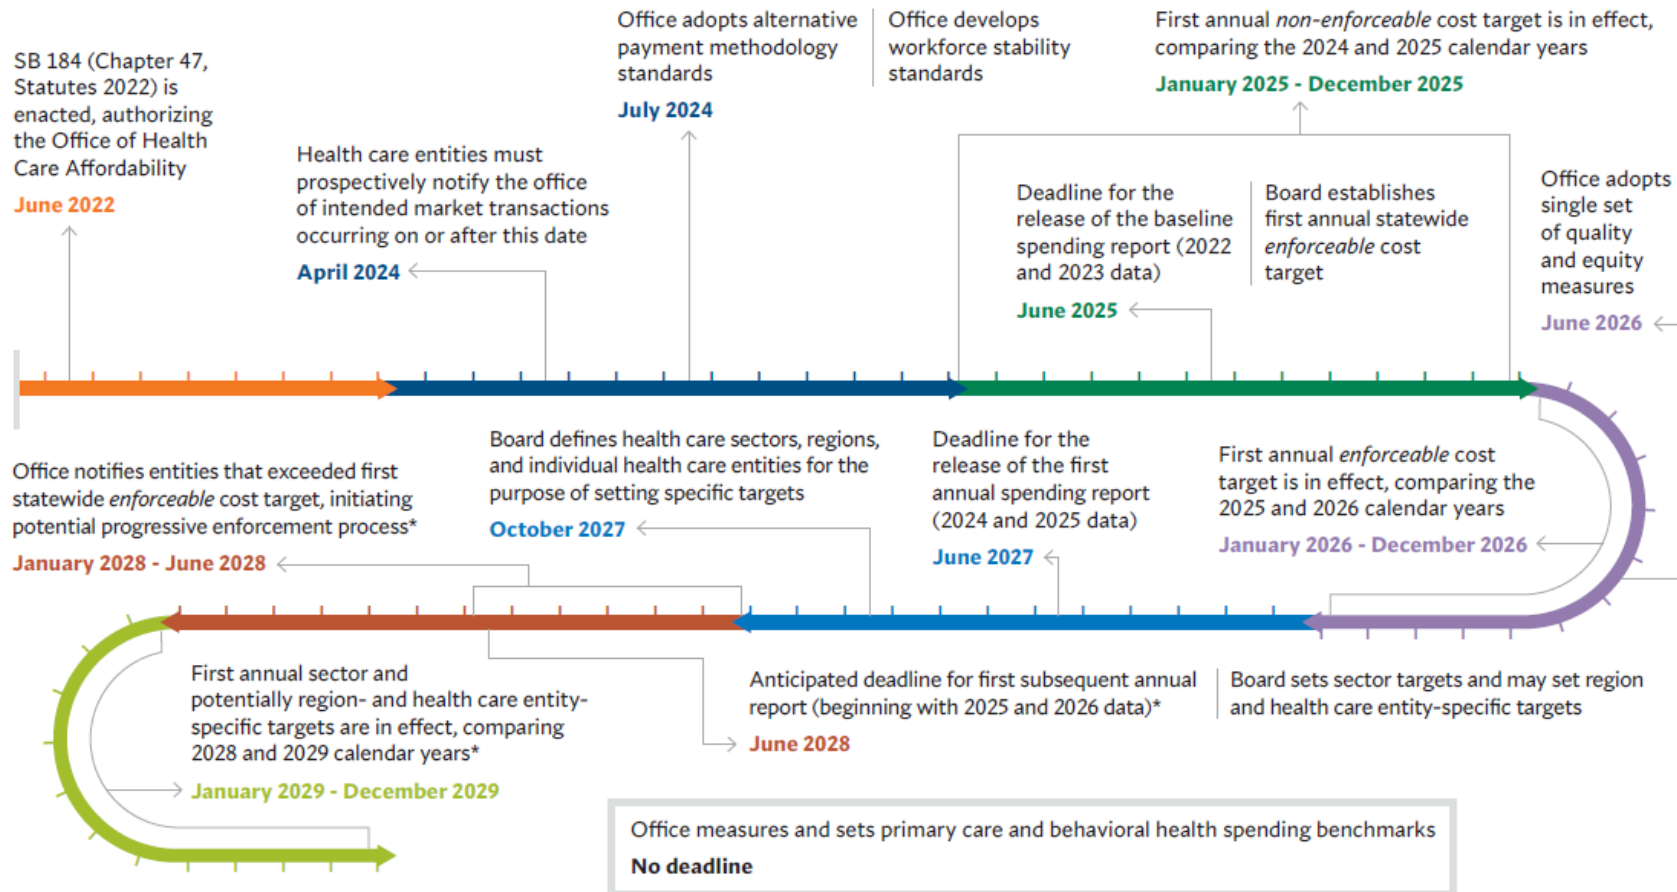 SB 184 (Chapter 47,
Statutes 2022) is
enacted, authorizing
the Office of Health
Care Affordability
June 2022
Health care entities must
prospectively notify the office
of intended market transactions
occurring on or after this date
April 2024
Office adopts alternative
payment methodology
standards
July 2024
Office develops
workforce stability
standards
First annual non-enforceable cost target is in effect,
comparing the 2024 and 2025 calendar years
January 2025 - December 2025
Deadline for the
release of the baseline
spending report (2022
and 2023 data)
June 2025
Board establishes
first annual statewide
enforceable cost
target
Office adopts
single set
of quality
and equity
measures
June 2026
First annual enforceable cost
target is in effect, comparing the
2025 and 2026 calendar years
January 2026 - December 2026
Deadline for the
release of the first
annual spending report
(2024 and 2025 data)
June 2027
Board defines health care sectors, regions,
and individual health care entities for the
purpose of setting specific targets
October 2027
Office notifies entities that exceeded first
statewide enforceable cost target, initiating
potential progressive enforcement process*
January 2028 - June 2028
Anticipated deadline for first subsequent annual
report (beginning with 2025 and 2026 data)*
June 2028
Board sets sector targets and may set region
and health care entity-specific targets
First annual sector and
potentially region- and health care entity-
specific targets are in effect, comparing
2028 and 2029 calendar years*
January 2029 - December 2029
Office measures and sets primary care and behavioral health spending benchmarks
No deadline